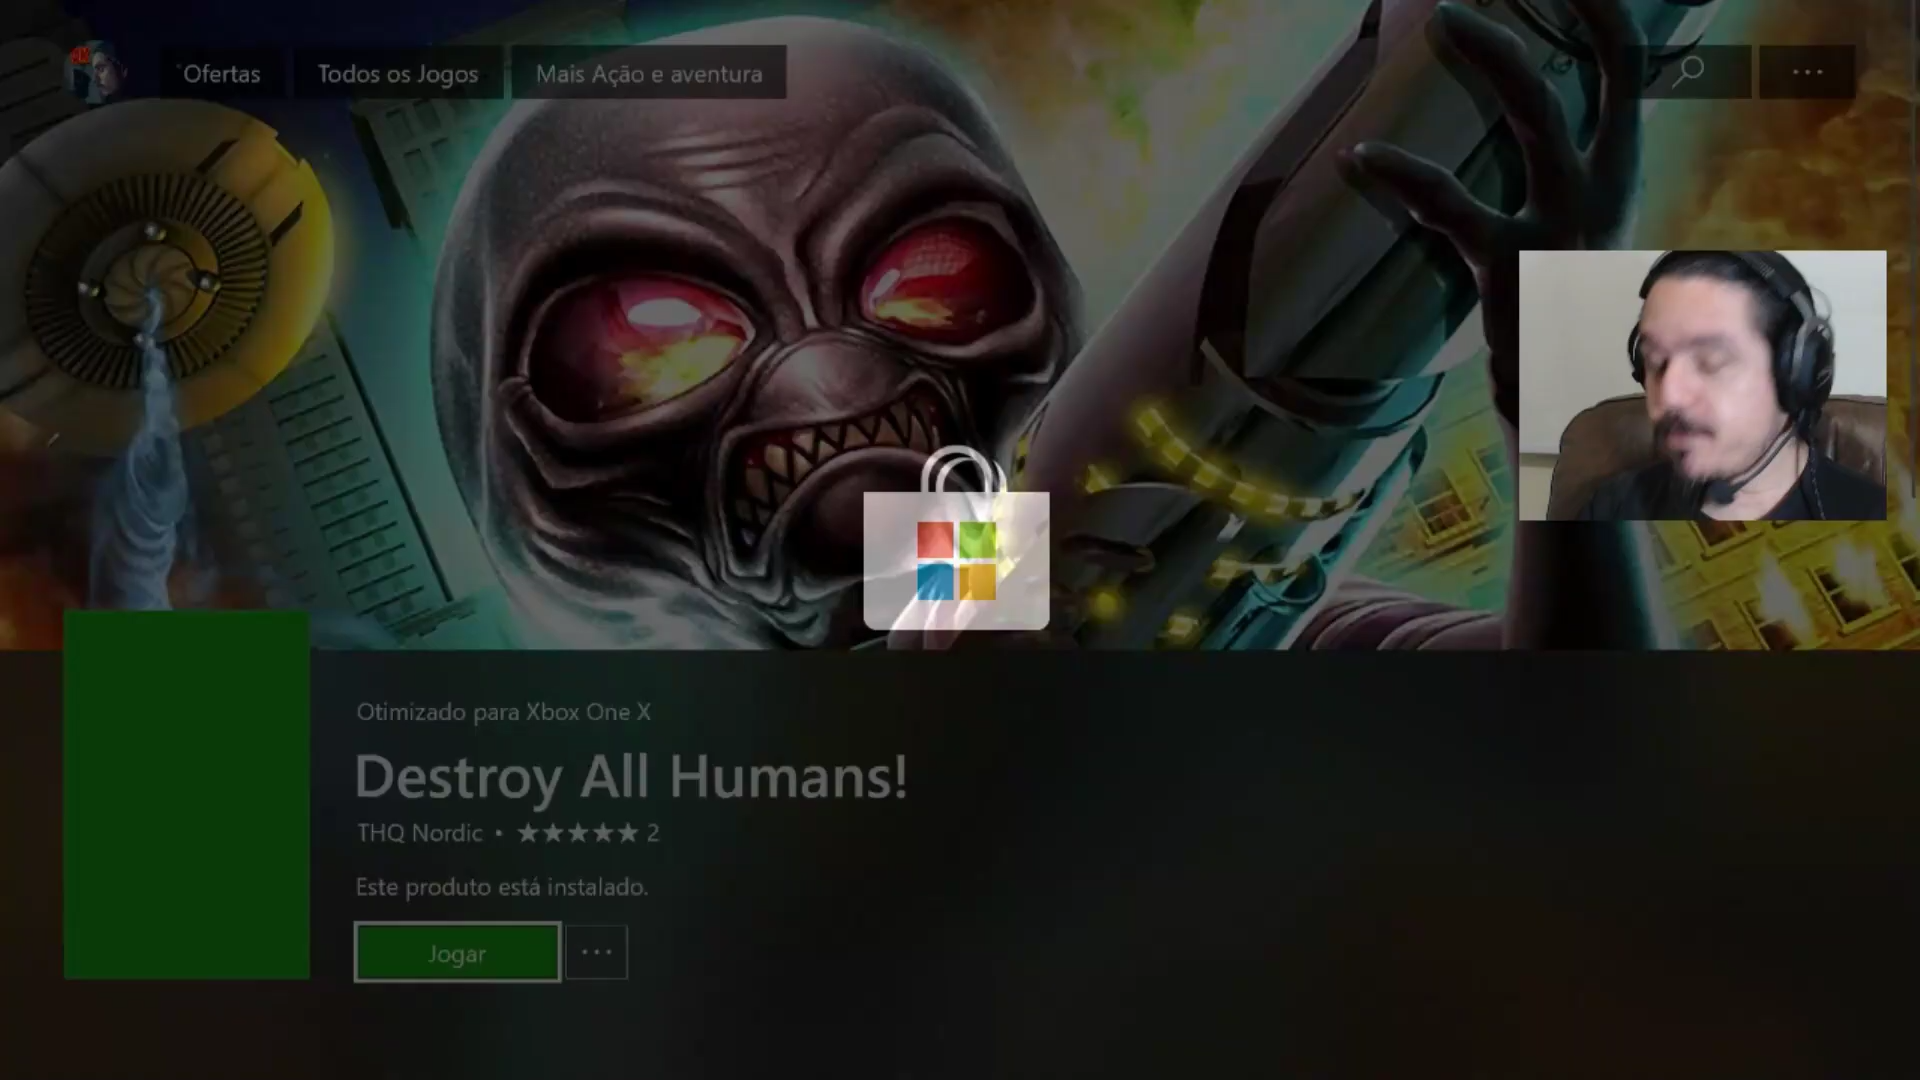 Ofertas
Todos os Jogos
Mais Ação e aventura
Otimizado para Xbox One X
Destroy All Humans!
THQ Nordic • ★★★★★ 2
Este produto está instalado.
Jogar